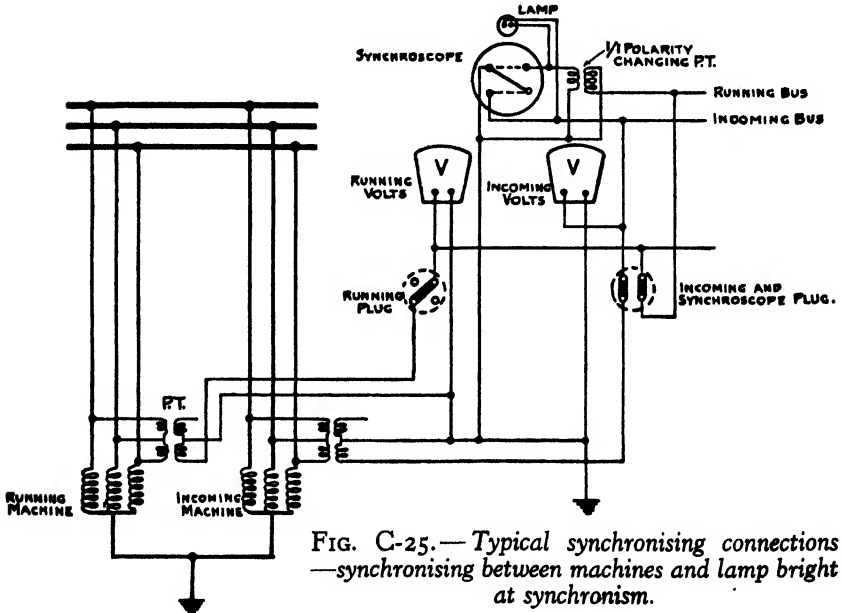 LAMP
SYNCHROSCOPE
1/1 POLARITY
CHANGING P.T.
RUNNING BUS
INCOMING BUS
V
V
RUNNING
VOLTS
INCOMING
VOLTS
RUNNING
PLUG
INCOMING AND
SYNCHROSCOPE PLUG.
P.T.
RUNNING
MACHINE
INCOMING
MACHINE
FIG. C-25.— Typical synchronising connections
—synchronising between machines and lamp bright
at synchronism.